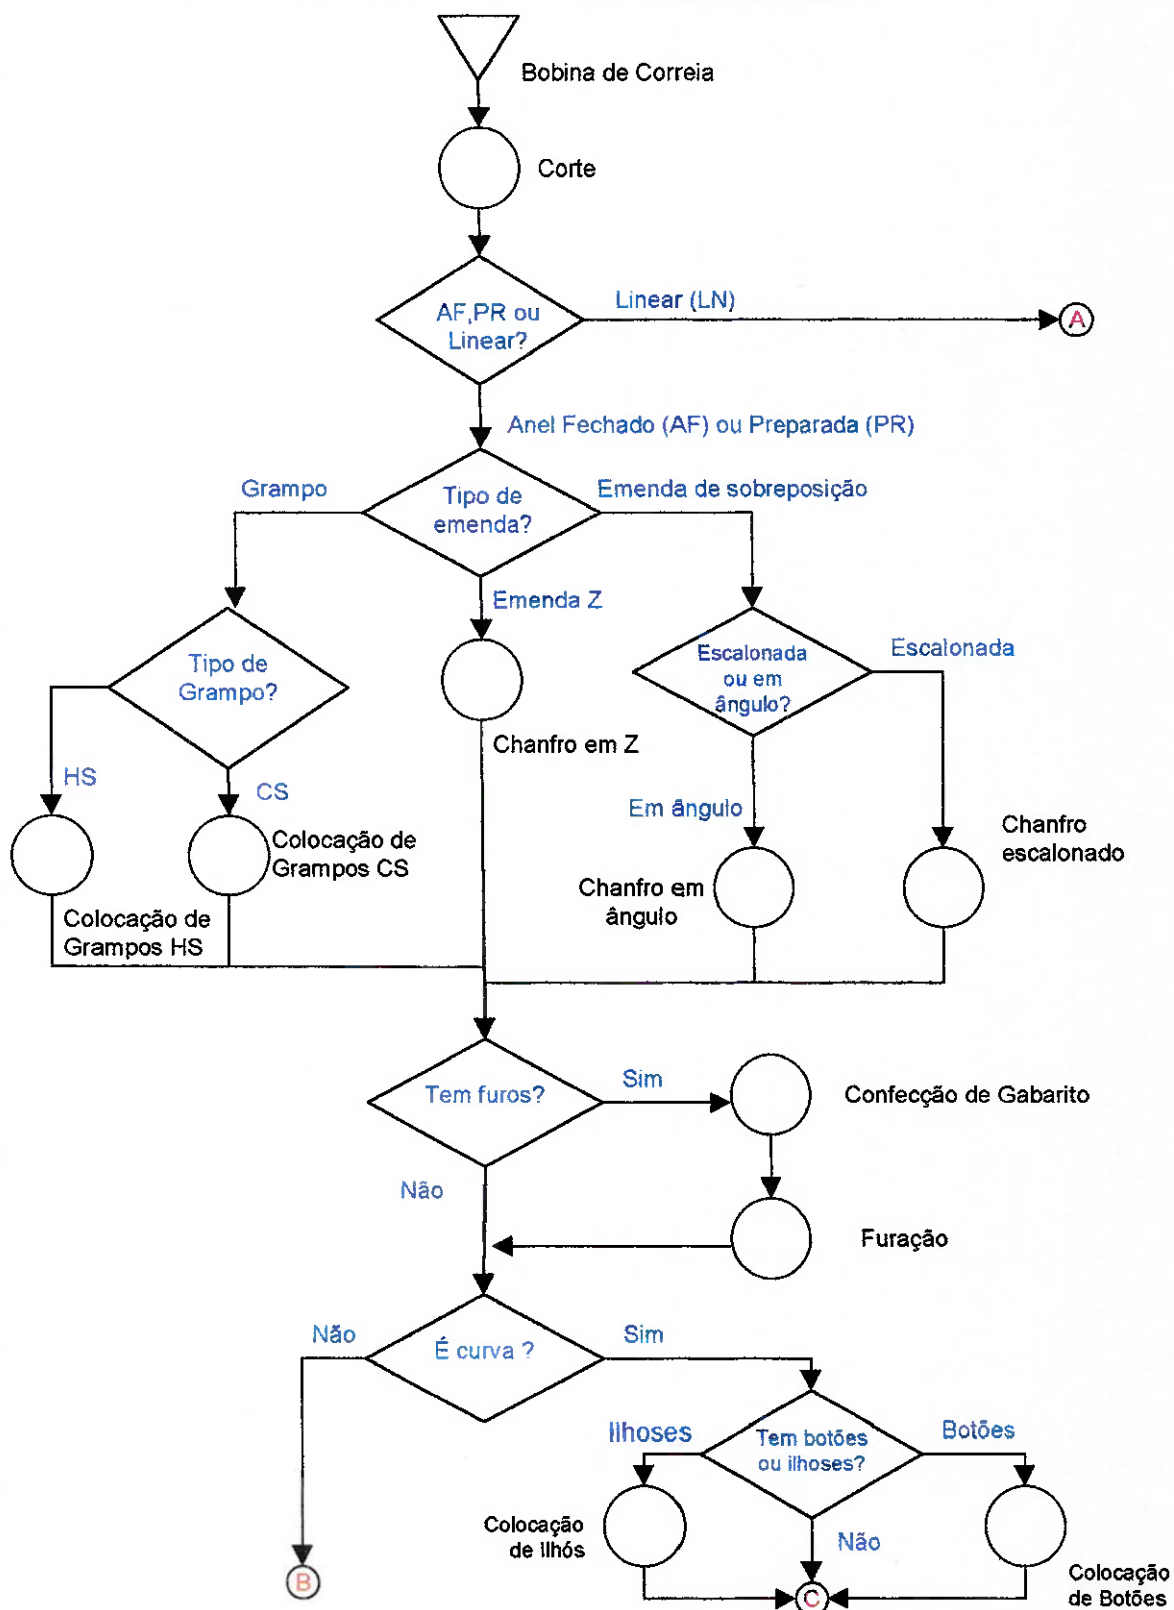 Bobina de Correia
Corte
AF,PR ou
Linear?
Linear (LN)
A
Anel Fechado (AF) ou Preparada (PR)
Grampo
Tipo de
emenda?
Emenda de sobreposição
Emenda Z
Tipo de
Grampo?
Escalonada
ou em
ângulo?
Escalonada
Chanfro em Z
HS
CS
Em ângulo
Colocação de
Grampos CS
Chanfro
escalonado
Chanfro em
ângulo
Colocação de
Grampos HS
Tem furos?
Sim
Confecção de Gabarito
Não
Furação
Não
É curva ?
Sim
Ilhoses
Tem botões
ou ilhoses?
Botões
Colocação
de ilhós
Não
B
C
Colocação
de Botões